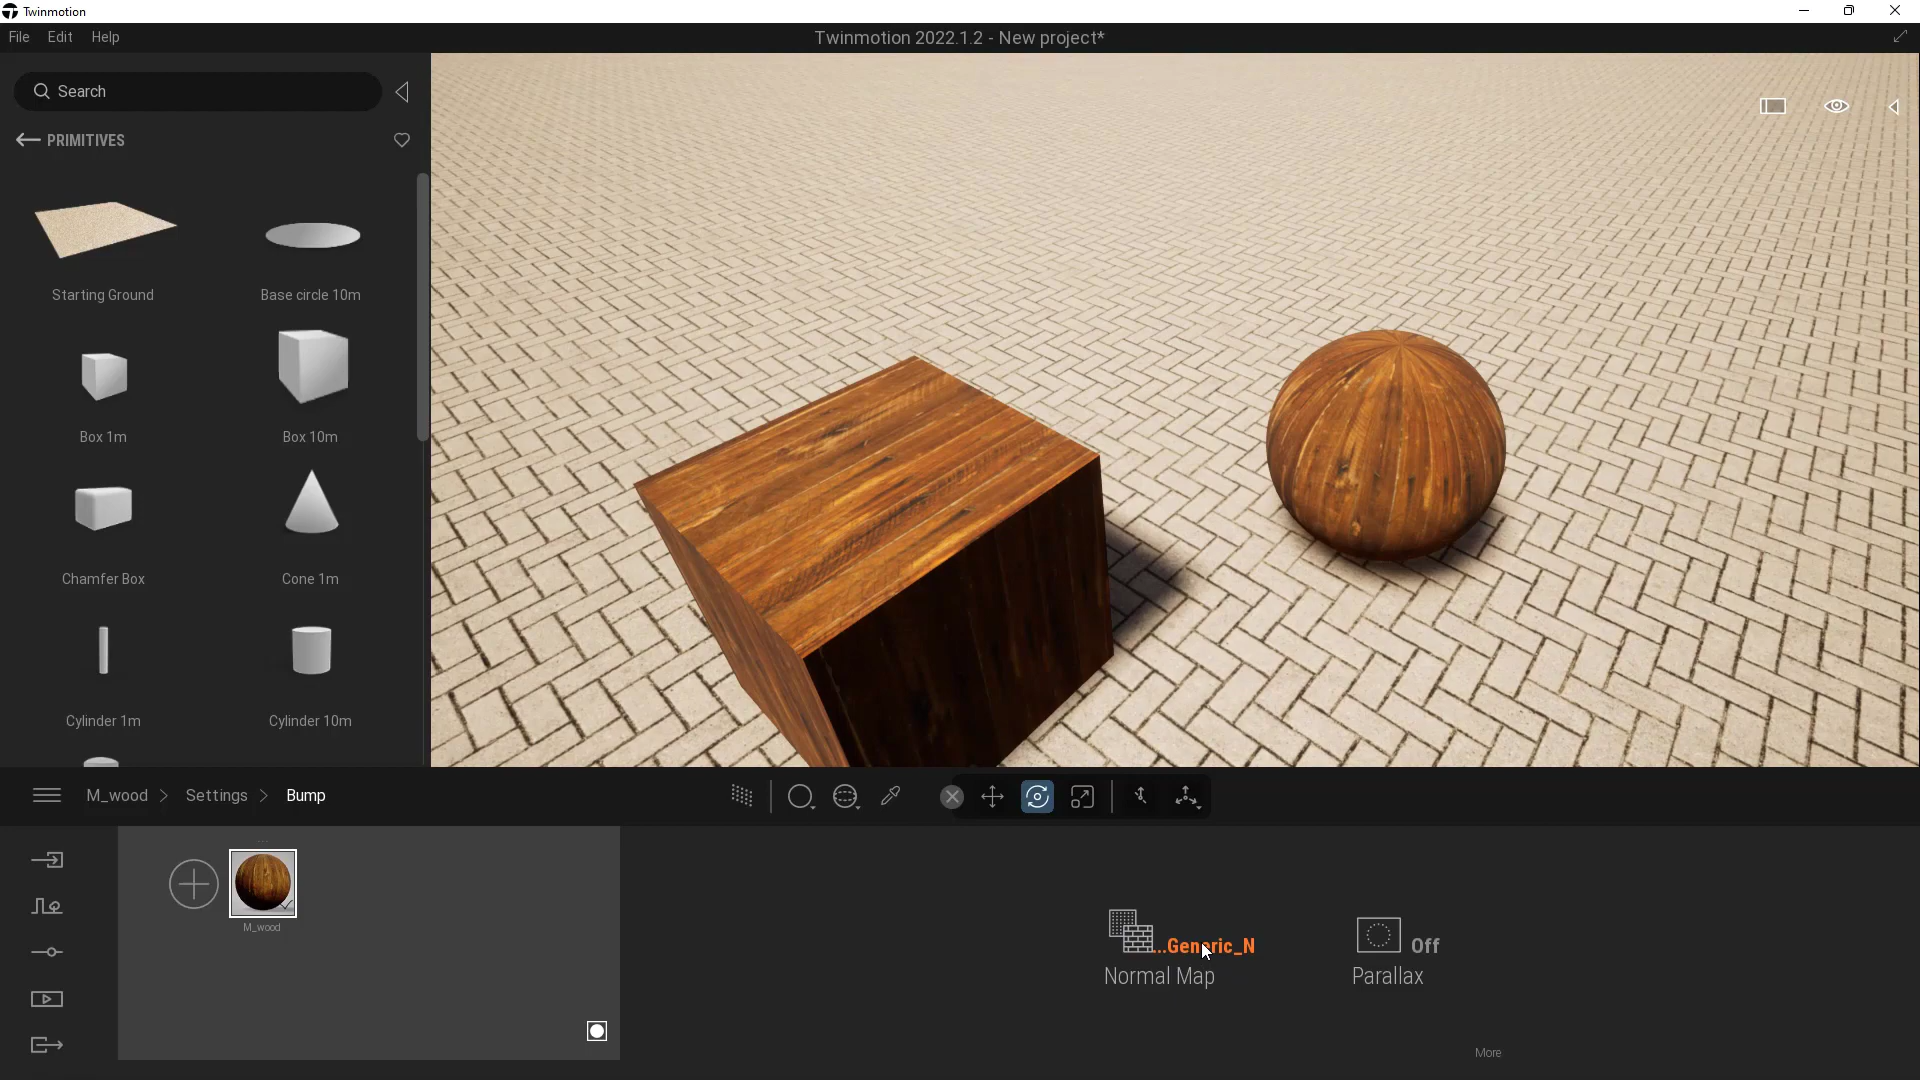 Twinmotion
File Edit Help
Twinmotion 2022.1.2 - New project*
Search
PRIMITIVES
Starting Ground
Base circle 10m
Box 1m
Box 10m
Chamfer Box
Cone 1m
Cylinder 1m
Cylinder 10m
M_wood > Settings > Bump
M_wood
...Generic_N
Normal Map
Off
Parallax
More